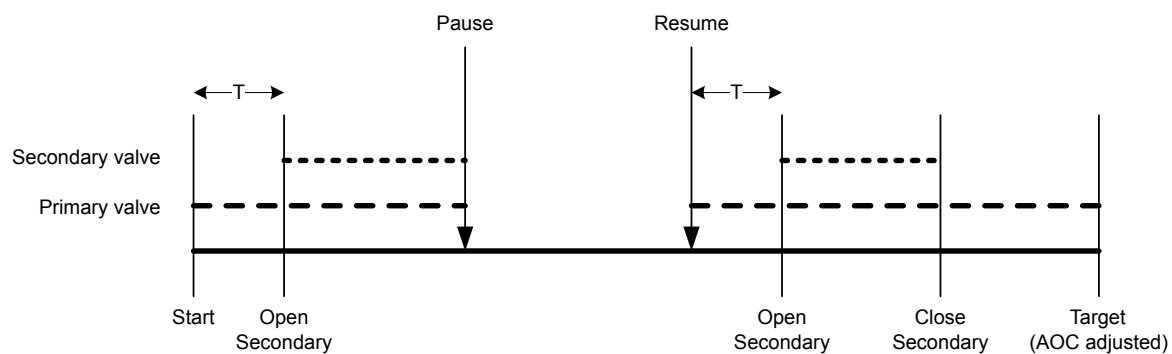 Pause
Resume
T
T
Secondary valve
Primary valve
Start
Open
Secondary
Open
Secondary
Close
Secondary
Target
(AOC adjusted)